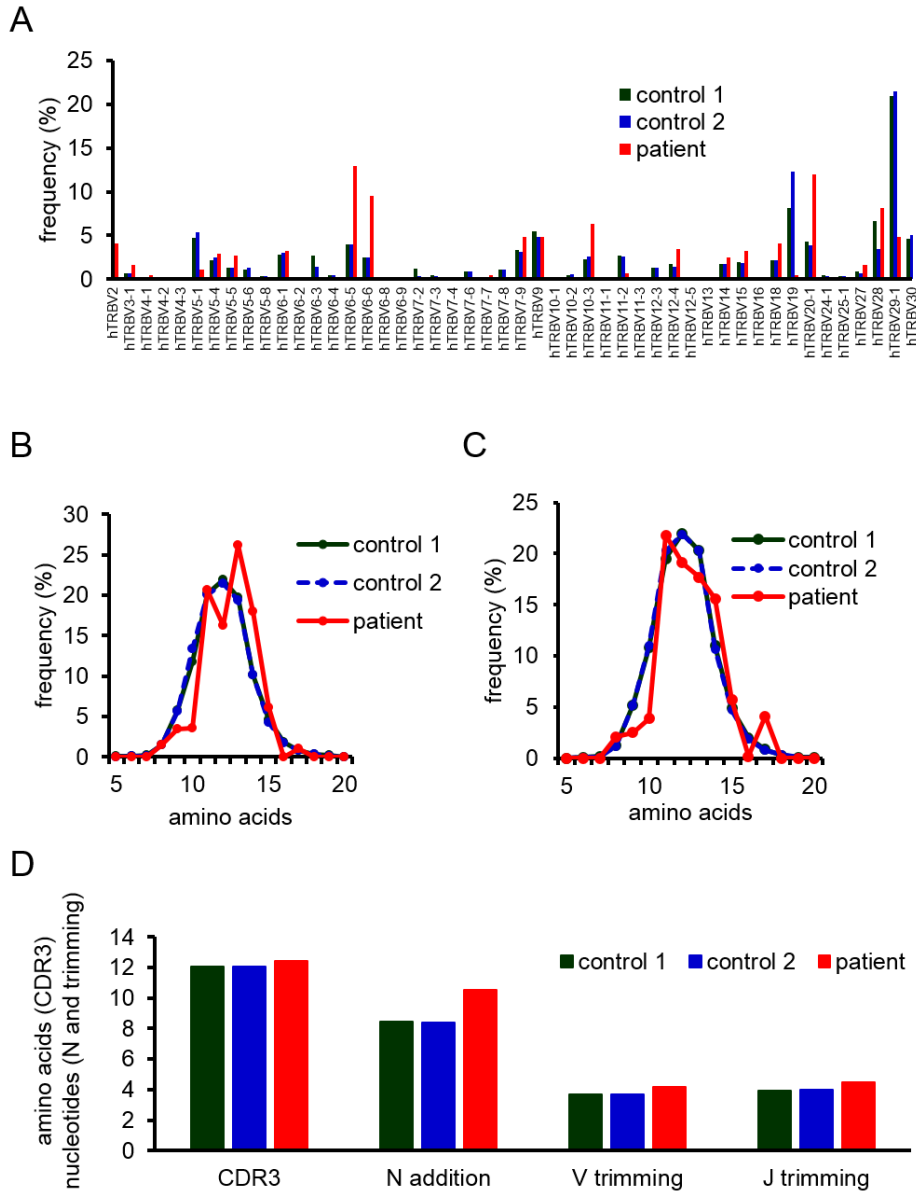 A
frequency (%)
25
20
15
10
5
0
control 1
control 2
patient
hTRBV2
hTRBV3-1
hTRBV4-1
hTRBV4-2
hTRBV4-3
hTRBV5-1
hTRBV5-4
hTRBV5-5
hTRBV5-6
hTRBV5-8
hTRBV6-1
hTRBV6-2
hTRBV6-3
hTRBV6-4
hTRBV6-5
hTRBV6-6
hTRBV6-8
hTRBV6-9
hTRBV7-2
hTRBV7-3
hTRBV7-4
hTRBV7-6
hTRBV7-7
hTRBV7-8
hTRBV7-9
hTRBV9
hTRBV10-1
hTRBV10-2
hTRBV10-3
hTRBV11-1
hTRBV11-2
hTRBV11-3
hTRBV12-3
hTRBV12-4
hTRBV12-5
hTRBV13
hTRBV14
hTRBV15
hTRBV16
hTRBV18
hTRBV19
hTRBV20-1
hTRBV24-1
hTRBV25-1
hTRBV27
hTRBV28
hTRBV29-1
hTRBV30
B
frequency (%)
30
25
20
15
10
5
0
5 10 15 20
amino acids
control 1
control 2
patient
C
frequency (%)
25
20
15
10
5
0
5 10 15 20
amino acids
control 1
control 2
patient
D
amino acids (CDR3)
nucleotides (N and trimming)
14
12
10
8
6
4
2
0
control 1 control 2 patient
CDR3 N addition V trimming J trimming